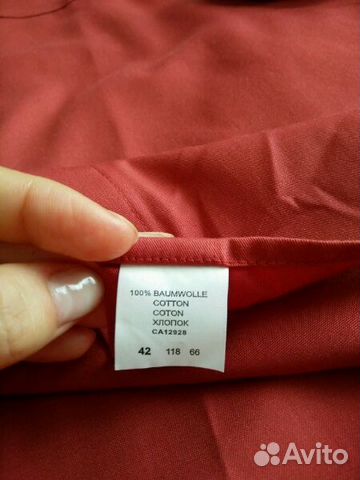 100% BAUMWOLLE
COTTON
COTON
ХЛОПОК
CA12928
42 118 66
Avito